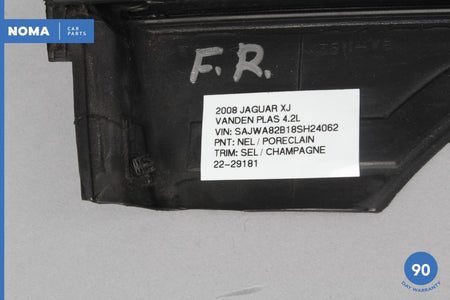 NOMA
CAR
PARTS
F.R.
2008 JAGUAR XJ
VANDEN PLAS 4.2L
VIN: SAJWA82B18SH24062
PNT: NEL / PORECLAIN
TRIM: SEL / CHAMPAGNE
22-29181
90
DAY WARRANTY